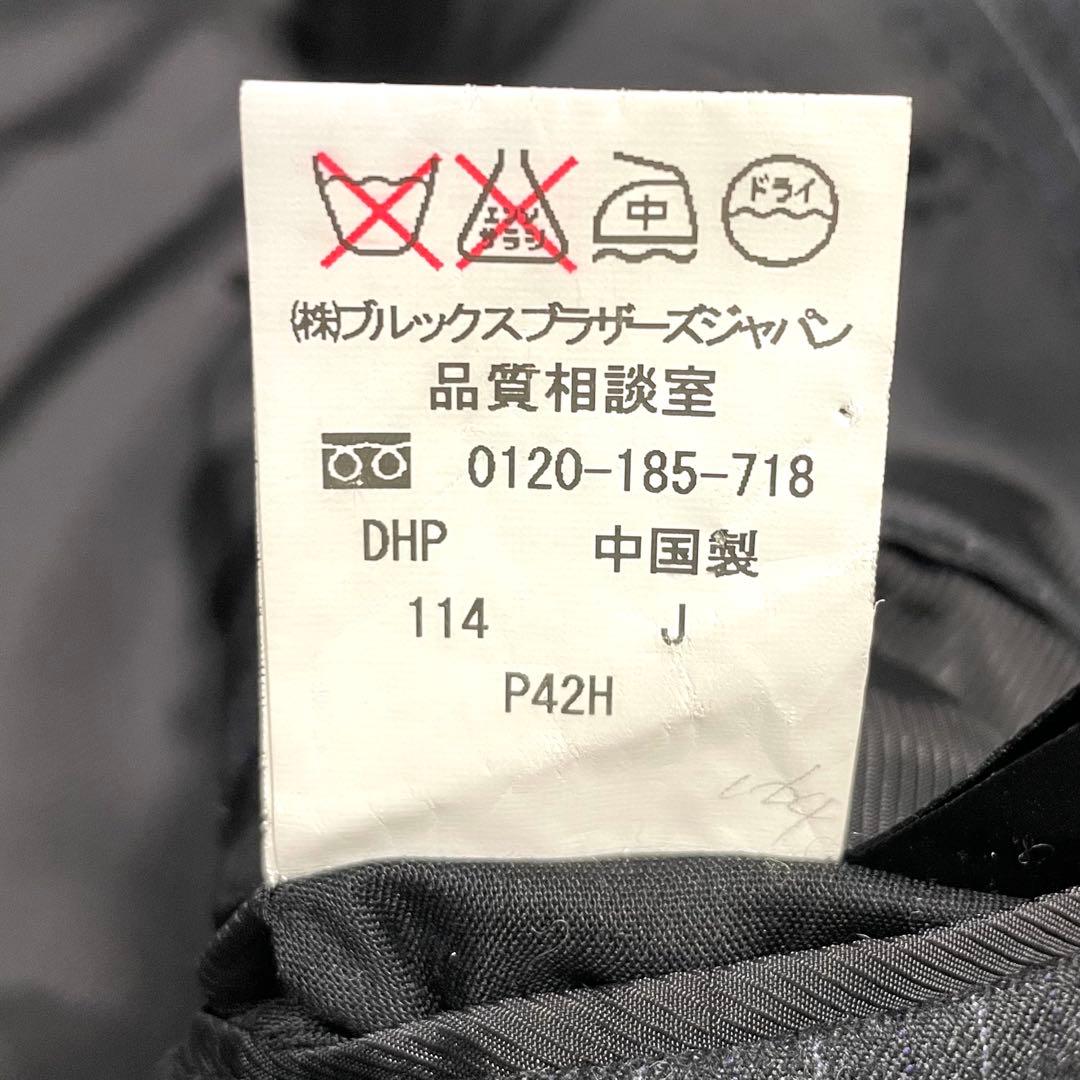 エンソ
サラシ
中
ドライ
(株)ブルックスブラザーズジャパン
品質相談室
0120-185-718
DHP 中国製
114 J
P42H